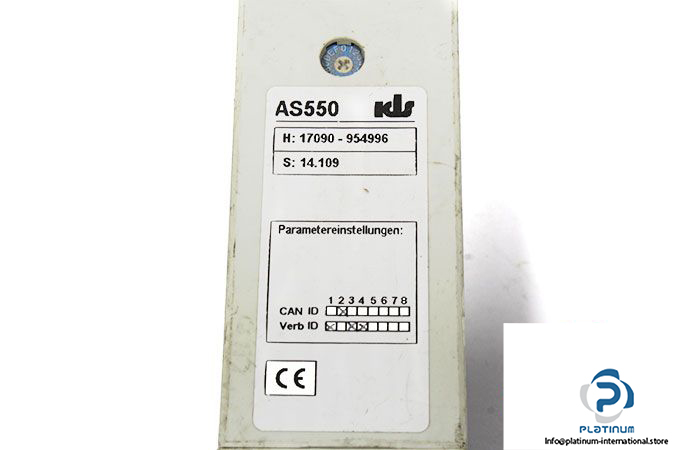 AS550 kds
H: 17090 - 954996
S: 14.109
Parametereinstellungen:
1 2 3 4 5 6 7 8
CAN ID
Verb ID
CE
PLATINUM
Info@platinum-international.store